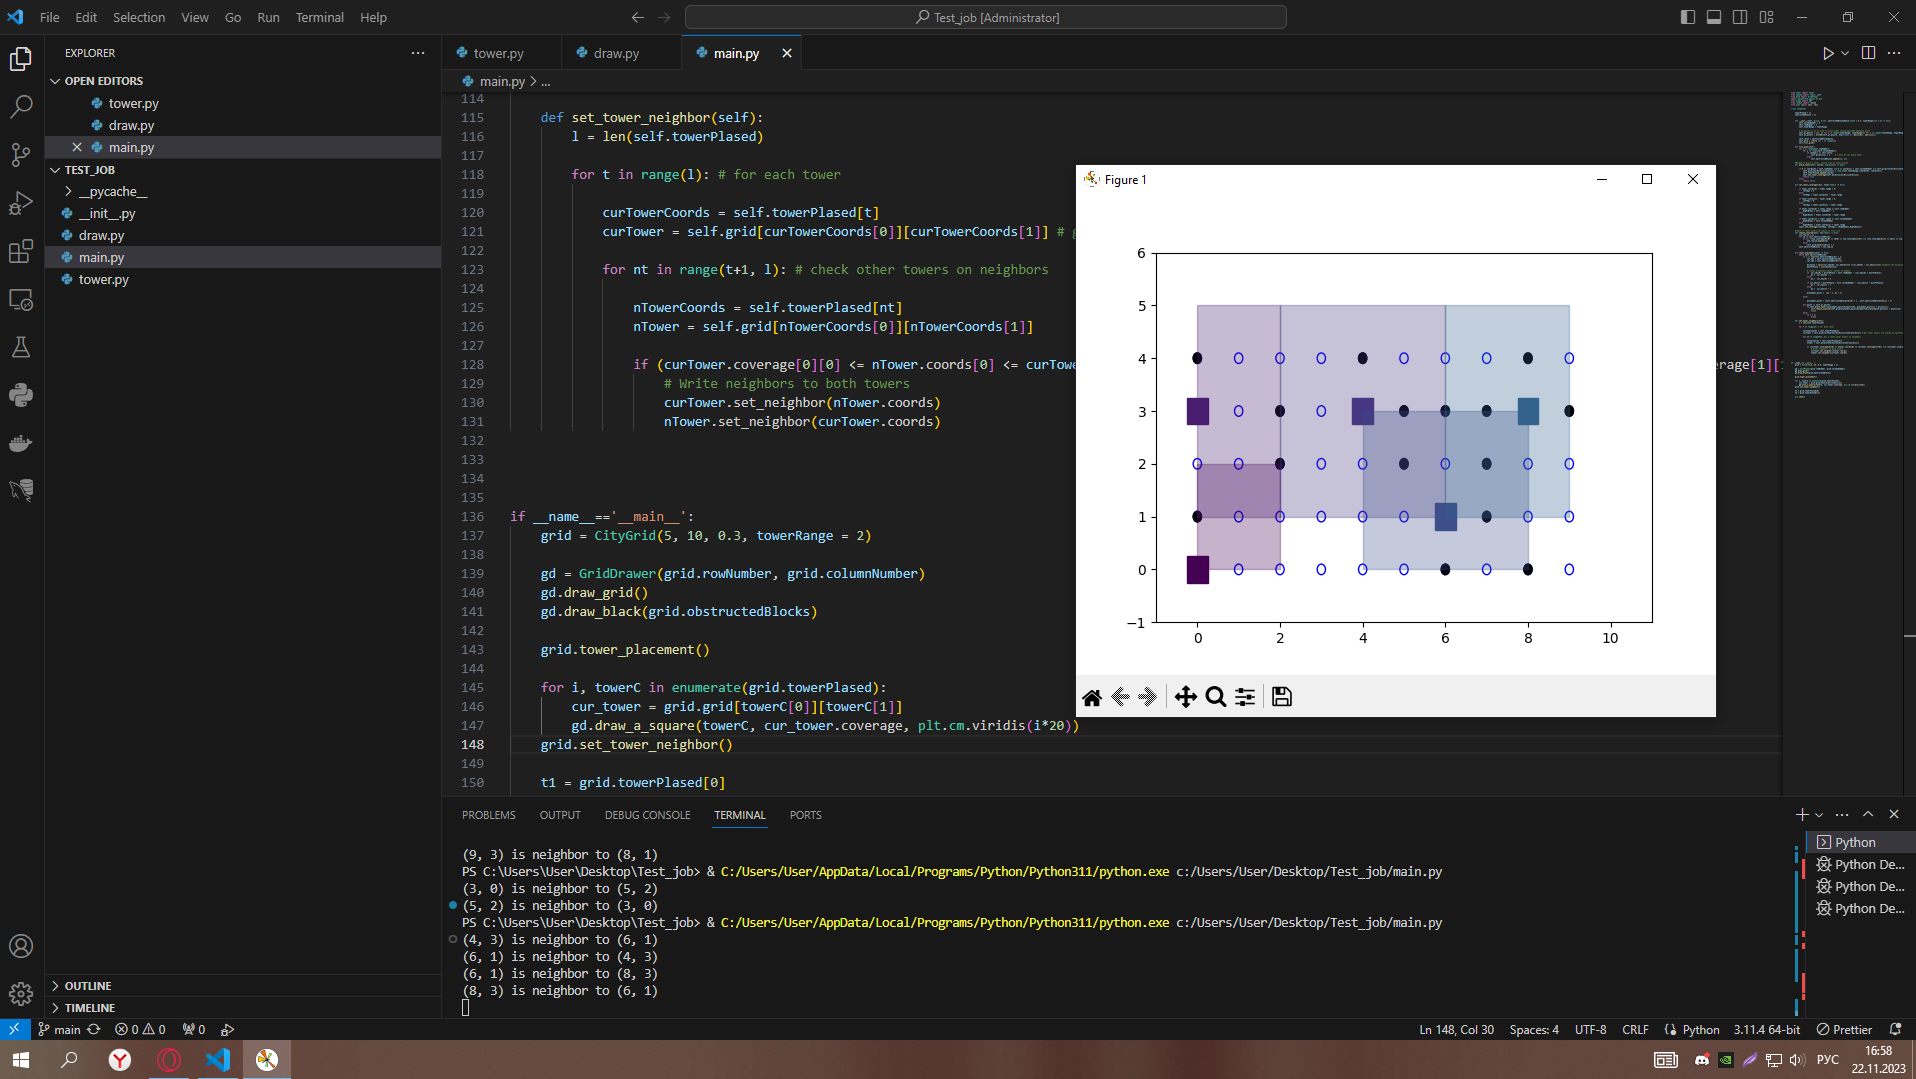 File Edit Selection View Go Run Terminal Help
Test_job [Administrator]
EXPLORER
OPEN EDITORS
tower.py
draw.py
main.py
TEST_JOB
__pycache__
__init__.py
draw.py
main.py
tower.py
OUTLINE
TIMELINE
tower.py draw.py main.py
main.py > ...
114
115 def set_tower_neighbor(self):
116 l = len(self.towerPlased)
117
118 for t in range(l): # for each tower
119
120 curTowerCoords = self.towerPlased[t]
121 curTower = self.grid[curTowerCoords[0]][curTowerCoords[1]] #
122
123 for nt in range(t+1, l): # check other towers on neighbors
124
125 nTowerCoords = self.towerPlased[nt]
126 nTower = self.grid[nTowerCoords[0]][nTowerCoords[1]]
127
128 if (curTower.coverage[0][0] <= nTower.coords[0] <= curTowe erage[1][1
129 # Write neighbors to both towers
130 curTower.set_neighbor(nTower.coords)
131 nTower.set_neighbor(curTower.coords)
132
133
134
135
136 if __name__=='__main__':
137 grid = CityGrid(5, 10, 0.3, towerRange = 2)
138
139 gd = GridDrawer(grid.rowNumber, grid.columnNumber)
140 gd.draw_grid()
141 gd.draw_black(grid.obstructedBlocks)
142
143 grid.tower_placement()
144
145 for i, towerC in enumerate(grid.towerPlased):
146 cur_tower = grid.grid[towerC[0]][towerC[1]]
147 gd.draw_a_square(towerC, cur_tower.coverage, plt.cm.viridis(i*20))
148 grid.set_tower_neighbor()
149
150 t1 = grid.towerPlased[0]
Figure 1
6
5
4
3
2
1
0
−1
0 2 4 6 8 10
PROBLEMS OUTPUT DEBUG CONSOLE TERMINAL PORTS
(9, 3) is neighbor to (8, 1)
PS C:\Users\User\Desktop\Test_job> & C:/Users/User/AppData/Local/Programs/Python/Python311/python.exe c:/Users/User/Desktop/Test_job/main.py
(3, 0) is neighbor to (5, 2)
(5, 2) is neighbor to (3, 0)
PS C:\Users\User\Desktop\Test_job> & C:/Users/User/AppData/Local/Programs/Python/Python311/python.exe c:/Users/User/Desktop/Test_job/main.py
(4, 3) is neighbor to (6, 1)
(6, 1) is neighbor to (4, 3)
(6, 1) is neighbor to (8, 3)
(8, 3) is neighbor to (6, 1)
Python
Python De...
Python De...
Python De...
main 0 0 0 Ln 148, Col 30 Spaces: 4 UTF-8 CRLF Python 3.11.4 64-bit Prettier
РУС
16:58
22.11.2023